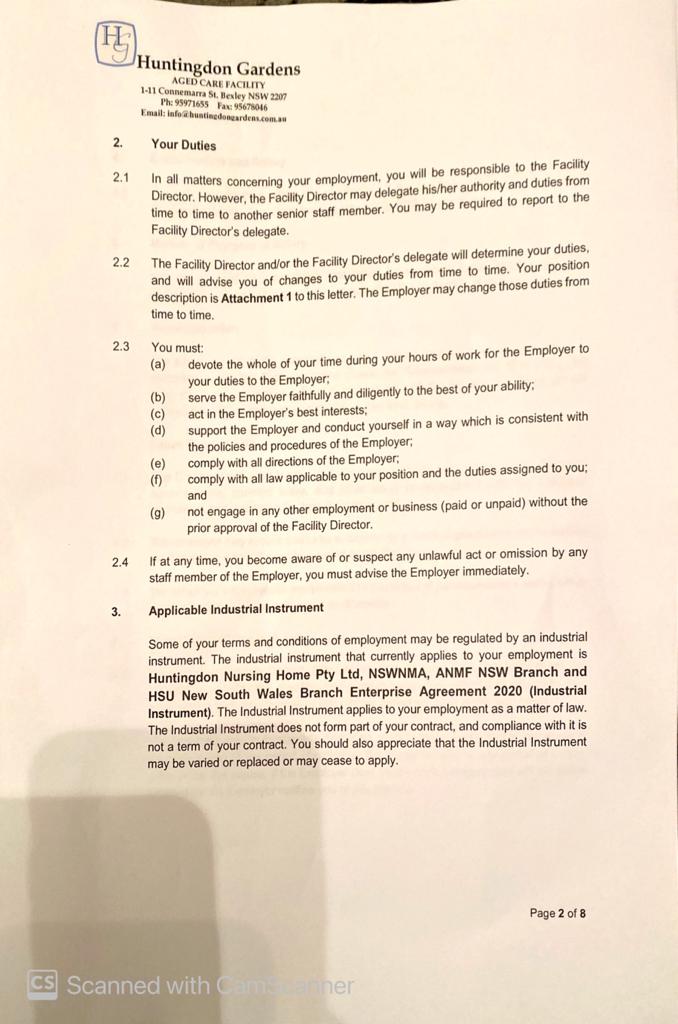 HG
Huntingdon Gardens
AGED CARE FACILITY
1-11 Connemarra St. Bexley NSW 2207
Ph: 95971655 Fax: 95678046
Email: info@huntingdongardens.com.au
2. Your Duties
2.1 In all matters concerning your employment, you will be responsible to the Facility
Director. However, the Facility Director may delegate his/her authority and duties from
time to time to another senior staff member. You may be required to report to the
Facility Director's delegate.
2.2 The Facility Director and/or the Facility Director's delegate will determine your duties,
and will advise you of changes to your duties from time to time. Your position
description is Attachment 1 to this letter. The Employer may change those duties from
time to time.
2.3 You must:
(a) devote the whole of your time during your hours of work for the Employer to
your duties to the Employer;
(b) serve the Employer faithfully and diligently to the best of your ability;
(c) act in the Employer's best interests;
(d) support the Employer and conduct yourself in a way which is consistent with
the policies and procedures of the Employer;
(e) comply with all directions of the Employer;
(f) comply with all law applicable to your position and the duties assigned to you;
and
(g) not engage in any other employment or business (paid or unpaid) without the
prior approval of the Facility Director.
2.4 If at any time, you become aware of or suspect any unlawful act or omission by any
staff member of the Employer, you must advise the Employer immediately.
3. Applicable Industrial Instrument
Some of your terms and conditions of employment may be regulated by an industrial
instrument. The industrial instrument that currently applies to your employment is
Huntingdon Nursing Home Pty Ltd, NSWNMA, ANMF NSW Branch and
HSU New South Wales Branch Enterprise Agreement 2020 (Industrial
Instrument). The Industrial Instrument applies to your employment as a matter of law.
The Industrial Instrument does not form part of your contract, and compliance with it is
not a term of your contract. You should also appreciate that the Industrial Instrument
may be varied or replaced or may cease to apply.
Page 2 of 8
CS Scanned with CamScanner